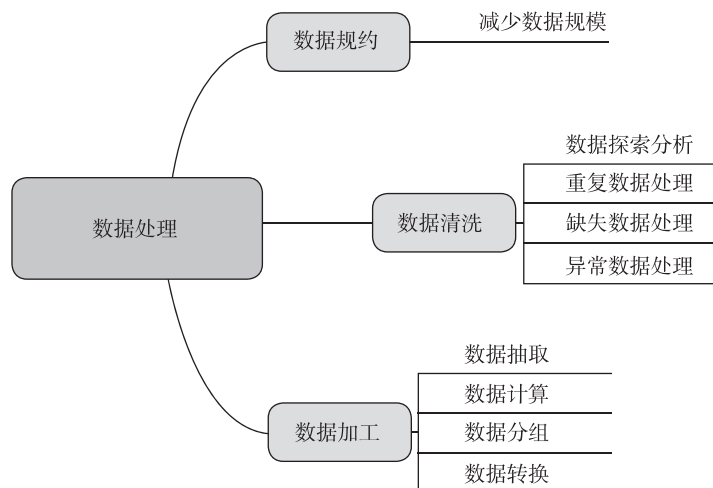 数据规约
减少数据规模
数据处理
数据清洗
数据探索分析
重复数据处理
缺失数据处理
异常数据处理
数据加工
数据抽取
数据计算
数据分组
数据转换